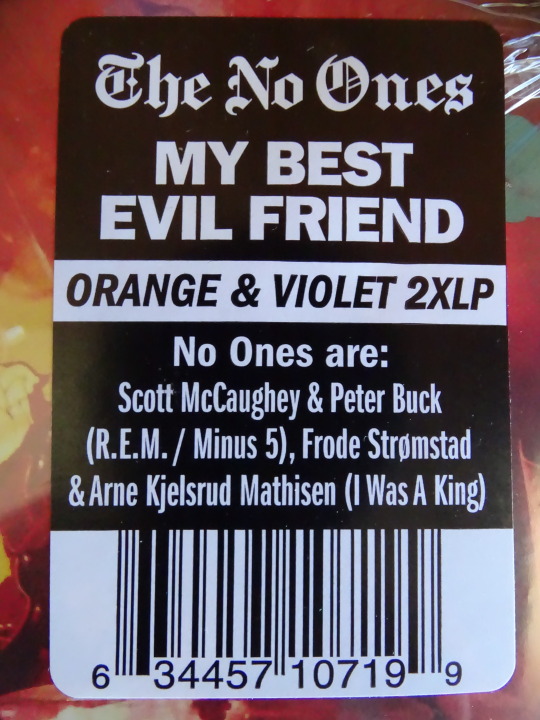 The No Ones
MY BEST
EVIL FRIEND
ORANGE & VIOLET 2XLP
No Ones are:
Scott McCaughey & Peter Buck
(R.E.M. / Minus 5), Frode Strømstad
& Arne Kjelsrud Mathisen (I Was A King)
6 34457 10719 9